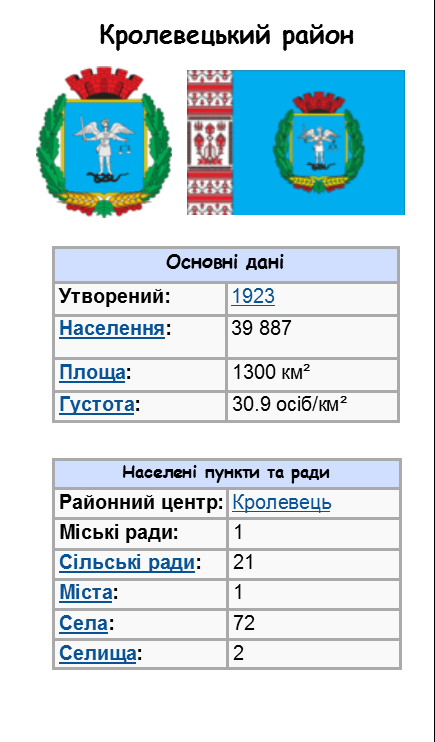 Кролевецький район
Основні дані
Утворений: 1923
Населення: 39 887
Площа: 1300 км²
Густота: 30.9 осіб/км²
Населені пункти та ради
Районний центр: Кролевець
Міські ради: 1
Сільські ради: 21
Міста: 1
Села: 72
Селища: 2